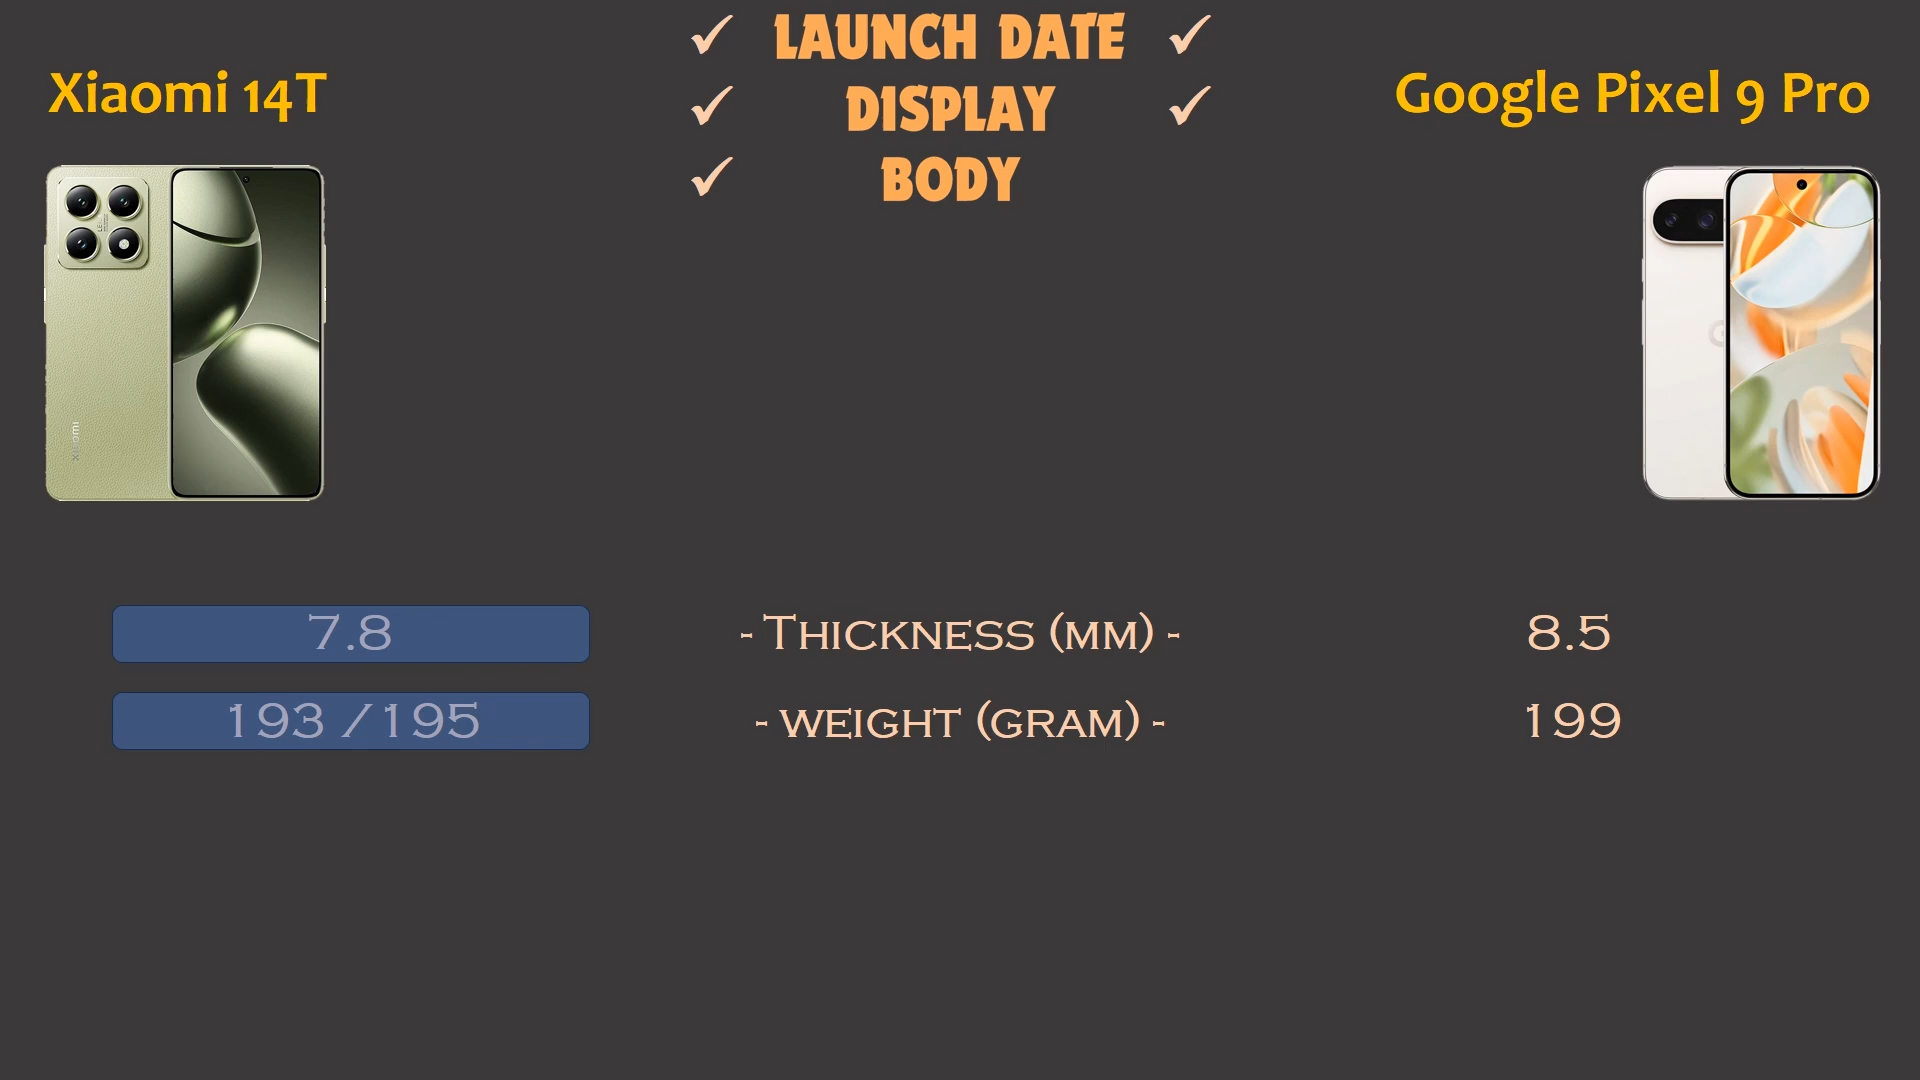 ✓ LAUNCH DATE ✓
Xiaomi 14T
✓ DISPLAY ✓
Google Pixel 9 Pro
✓ BODY
xiaomi
7.8 - THICKNESS (MM) - 8.5
193 /195 - WEIGHT (GRAM) - 199